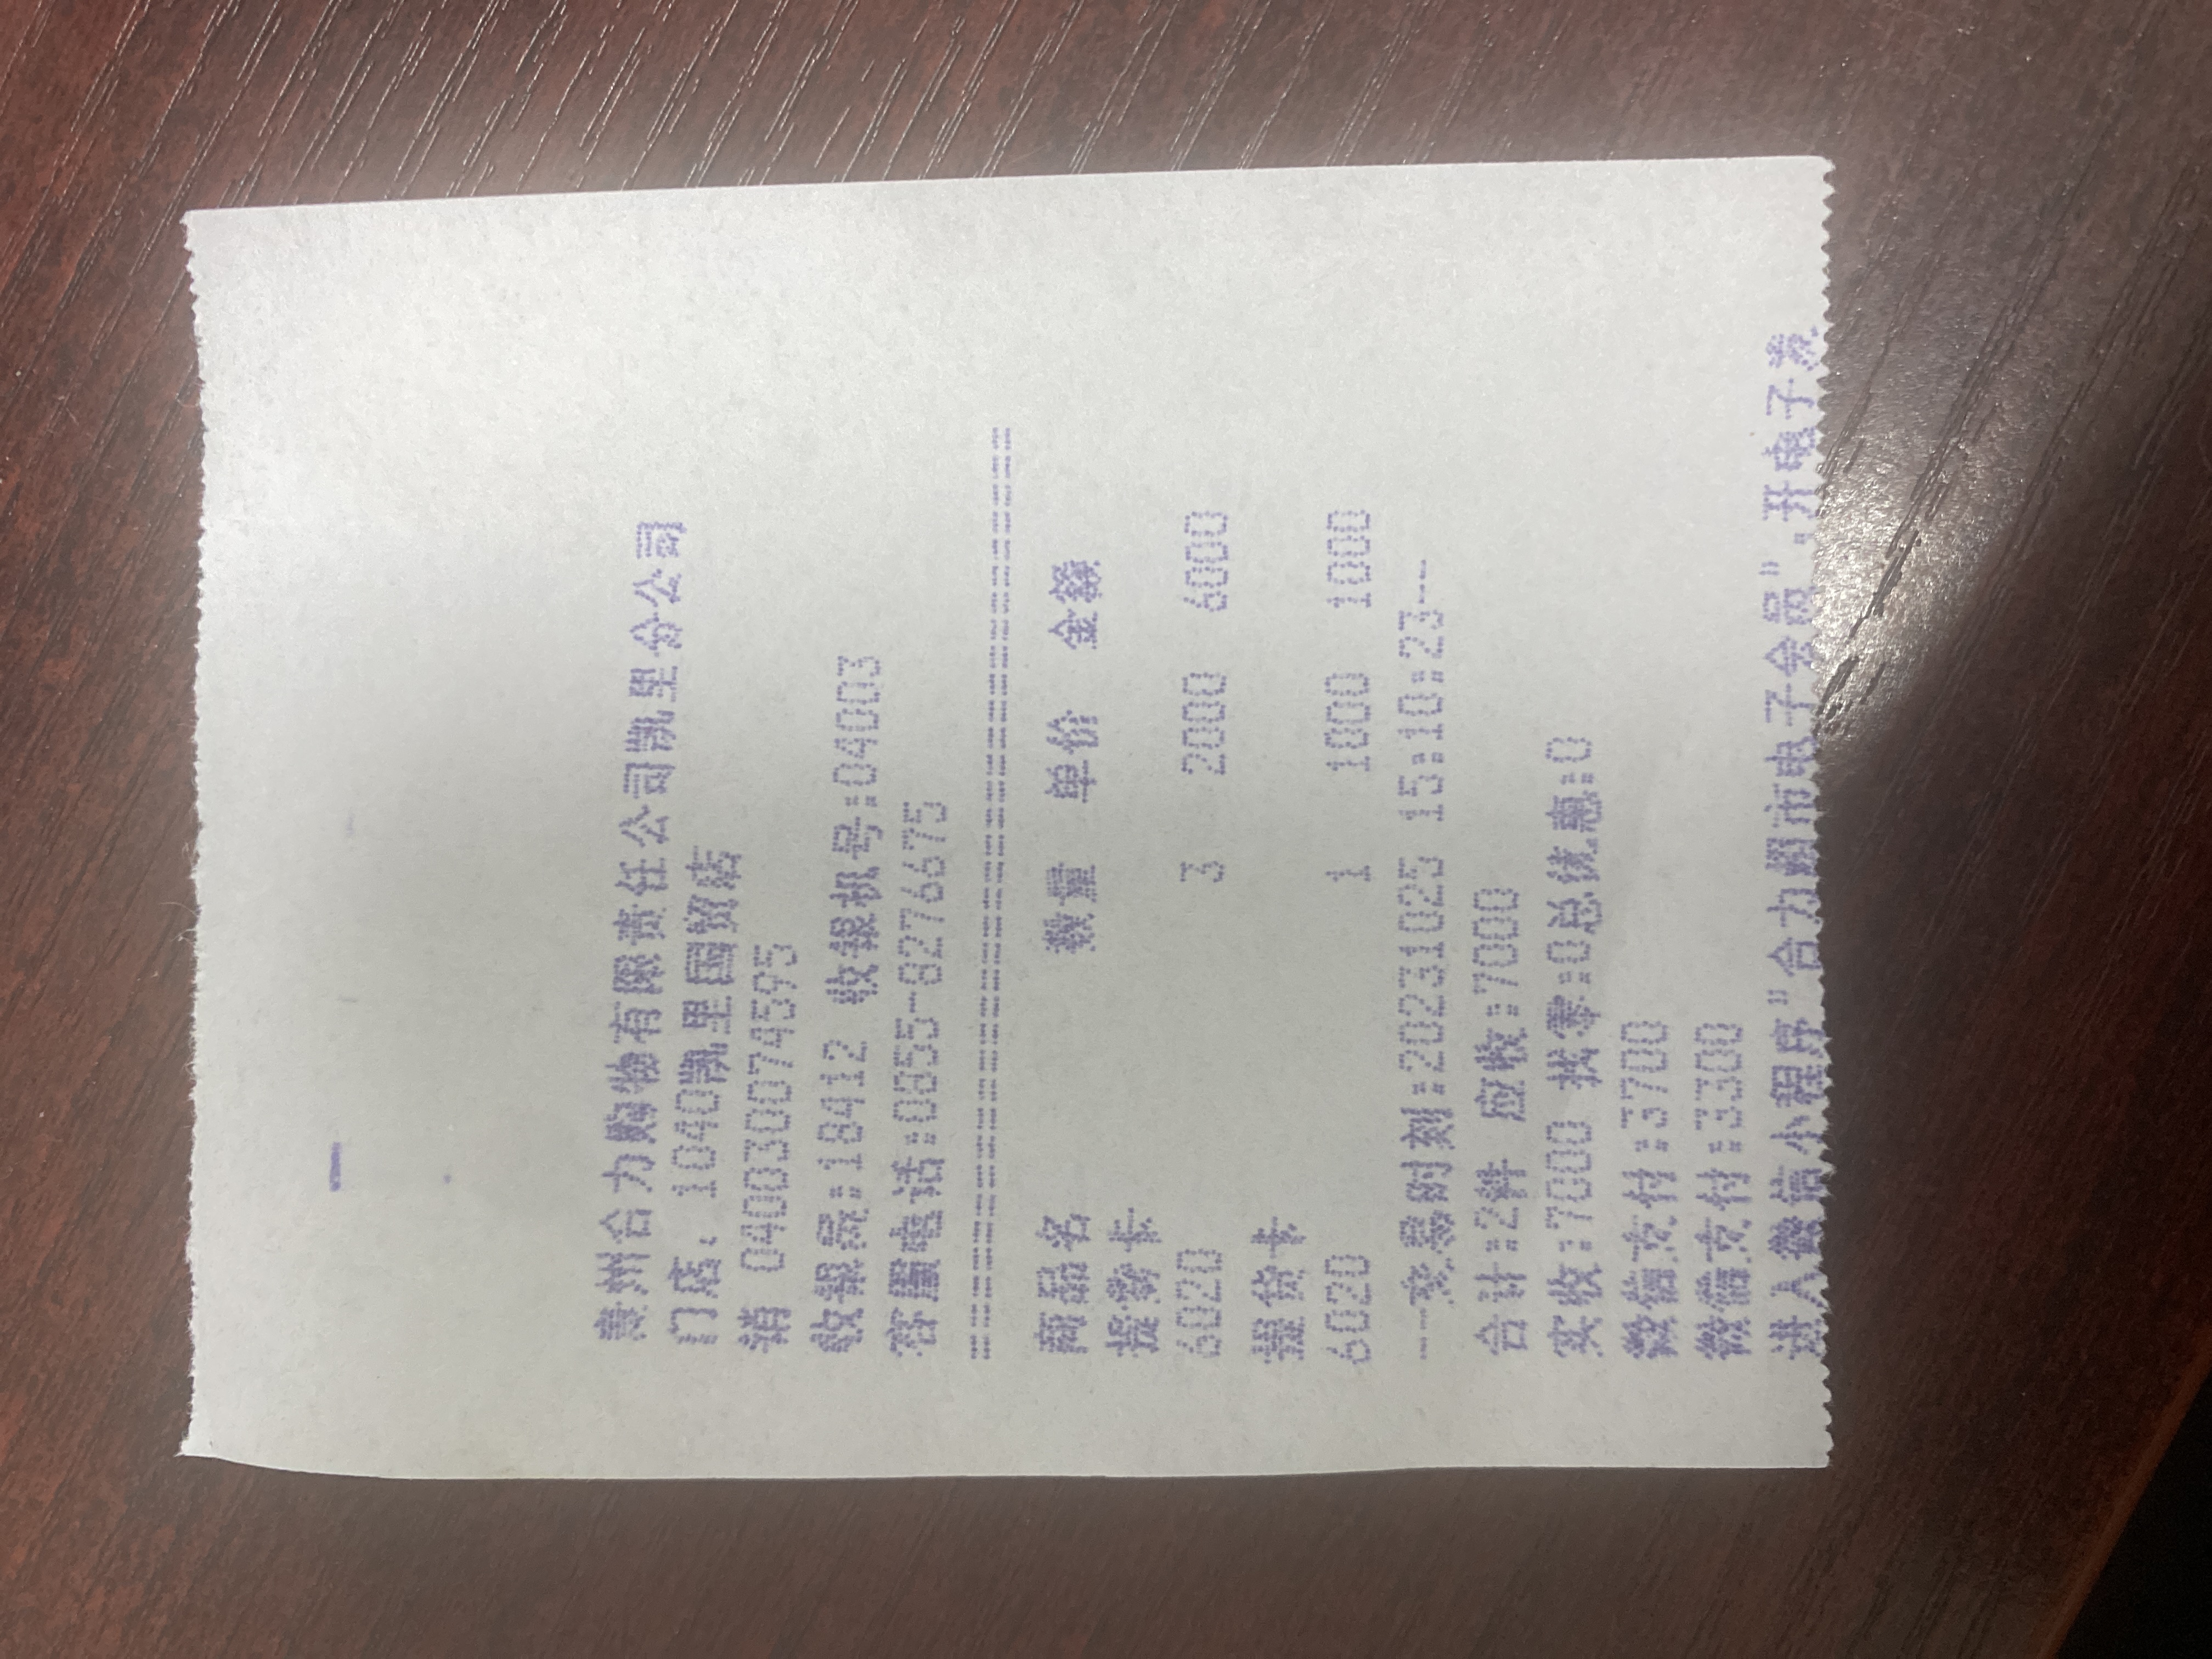 贵州合力购物有限责任公司凯里分公司
门店：1040凯里国贸店
销 0400300074595
收银员:18412 收银机号:04003
客服电话:0855-8276675
================================
商品名 数量 单价 金额
提货卡
6020 3 2000 6000
提货卡
6020 1 1000 1000
---交易时刻:20231025 15:10:23---
合计:2件 应收:7000
实收:7000 找零:0总优惠:0
微信支付:3700
微信支付:3300
进入微信小程序"合力超市电子会员",开电子发